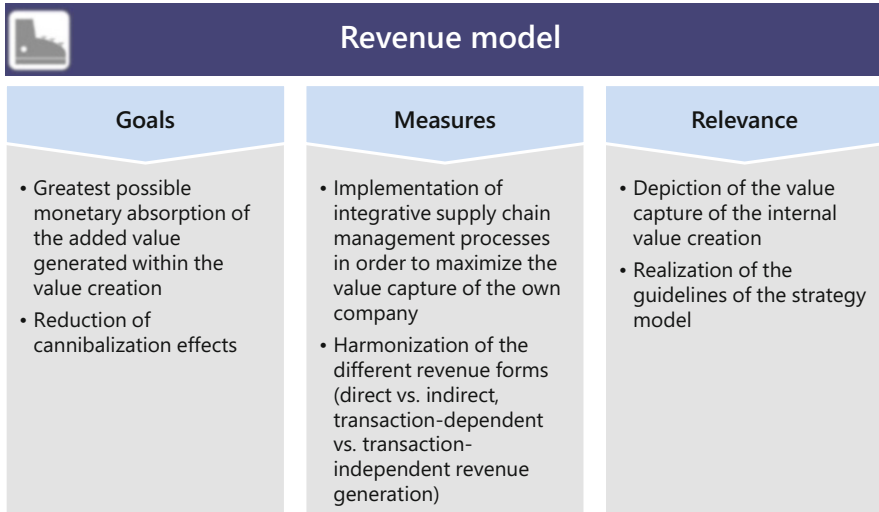 Revenue model
Goals
• Greatest possible
monetary absorption of
the added value
generated within the
value creation
• Reduction of
cannibalization effects
Measures
• Implementation of
integrative supply chain
management processes
in order to maximize the
value capture of the own
company
• Harmonization of the
different revenue forms
(direct vs. indirect,
transaction-dependent
vs. transaction-
independent revenue
generation)
Relevance
• Depiction of the value
capture of the internal
value creation
• Realization of the
guidelines of the strategy
model